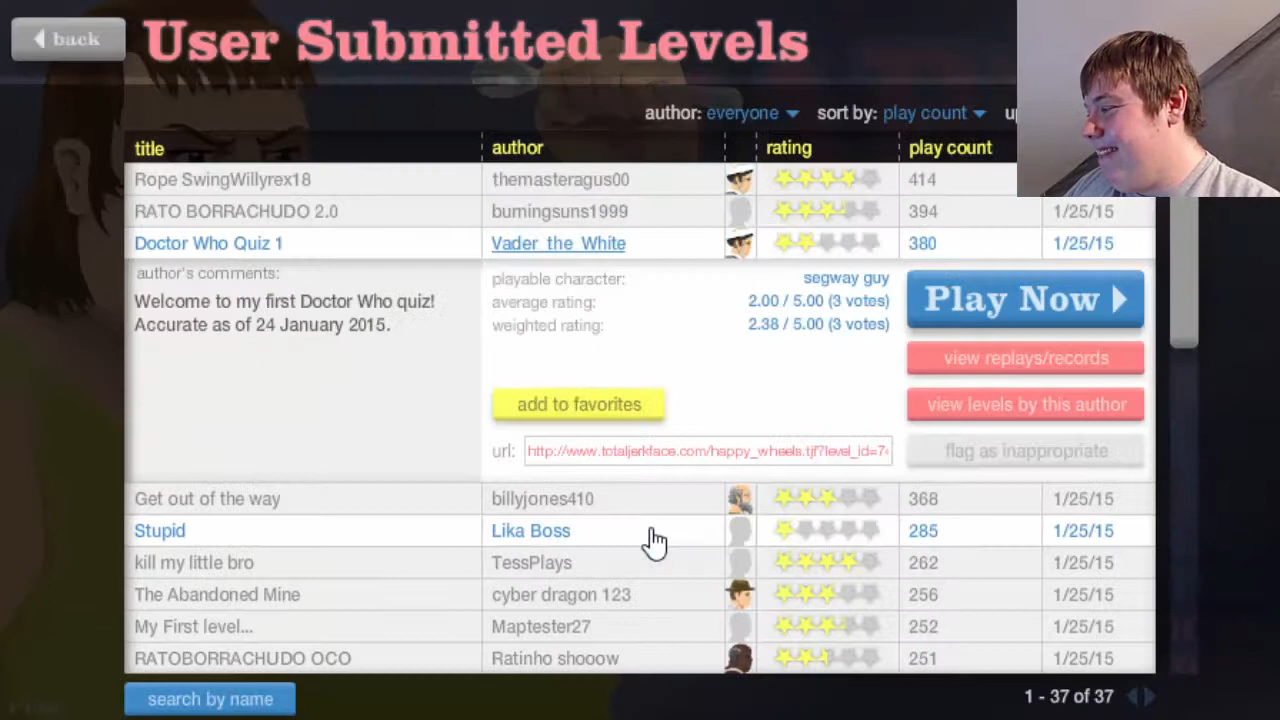 back
User Submitted Levels
author: everyone sort by: play count
title author rating play count
Rope SwingWillyrex18 themasteragus00 414
RATO BORRACHUDO 2.0 burningsuns1999 394 1/25/15
Doctor Who Quiz 1 Vader the White 380 1/25/15
author's comments:
Welcome to my first Doctor Who quiz!
Accurate as of 24 January 2015.
playable character: segway guy
average rating: 2.00 / 5.00 (3 votes)
weighted rating: 2.38 / 5.00 (3 votes)
add to favorites
url: http://www.totaljerkface.com/happy_wheels.tjf?level_id=7
Play Now
view replays/records
view levels by this author
flag as inappropriate
Get out of the way billyjones410 368 1/25/15
Stupid Lika Boss 285 1/25/15
kill my little bro TessPlays 262 1/25/15
The Abandoned Mine cyber dragon 123 256 1/25/15
My First level... Maptester27 252 1/25/15
RATOBORRACHUDO OCO Ratinho shooow 251 1/25/15
search by name 1 - 37 of 37